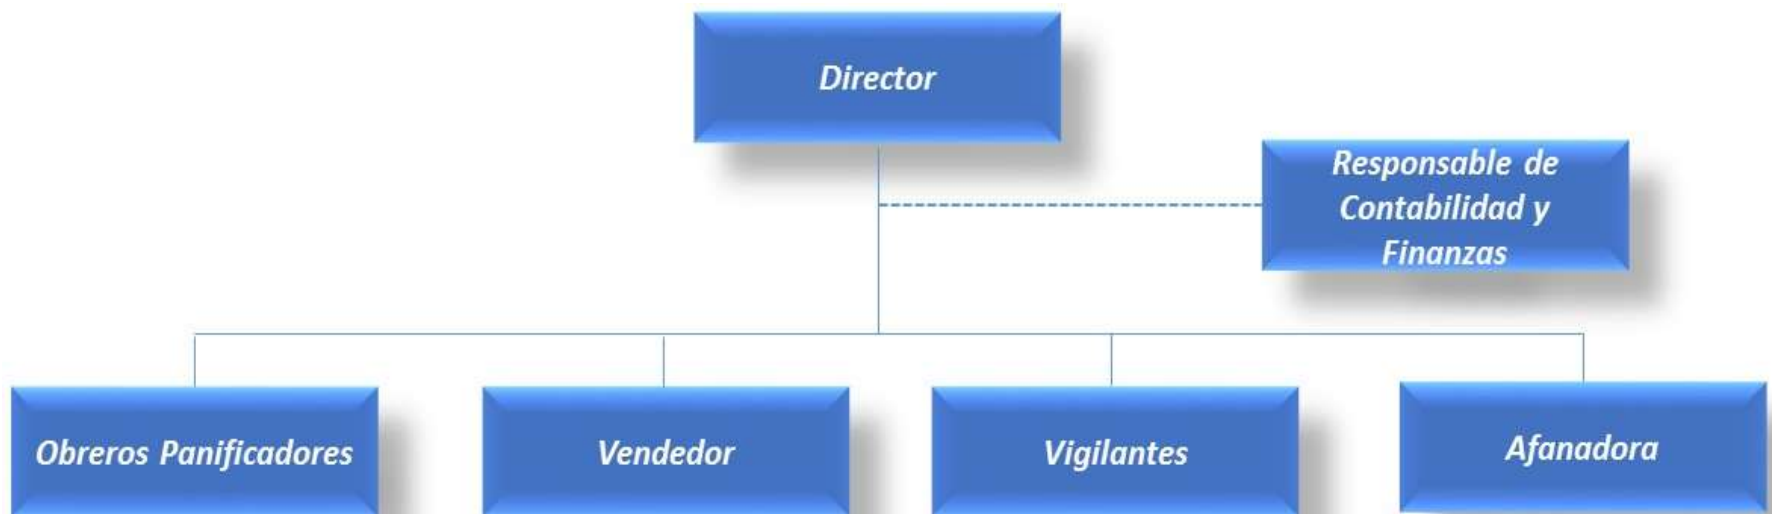 Director
Responsable de
Contabilidad y
Finanzas
Obreros Panificadores
Vendedor
Vigilantes
Afanadora